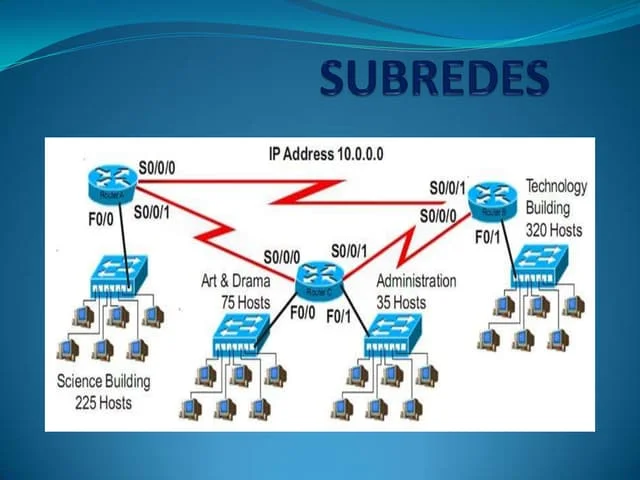 SUBREDES
IP Address 10.0.0.0
S0/0/0
Router A
F0/0
S0/0/1
S0/0/1
S0/0/0
Router B
F0/1
Technology
Building
320 Hosts
S0/0/0
S0/0/1
Router C
F0/0
F0/1
Art & Drama
75 Hosts
Administration
35 Hosts
Science Building
225 Hosts